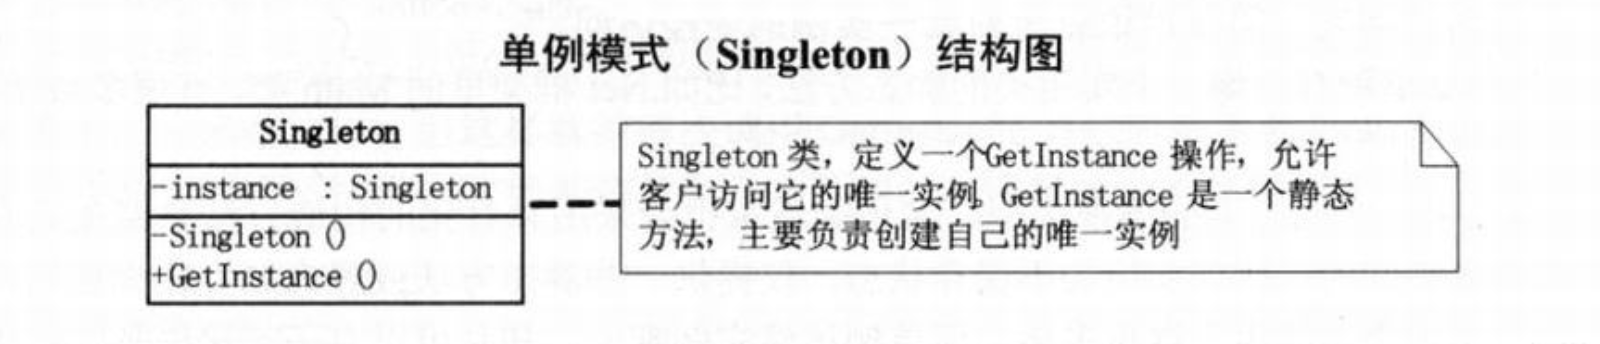 单例模式（Singleton）结构图
Singleton
-instance : Singleton
-Singleton()
+GetInstance()
Singleton 类，定义一个GetInstance 操作，允许
客户访问它的唯一实例。GetInstance 是一个静态
方法，主要负责创建自己的唯一实例